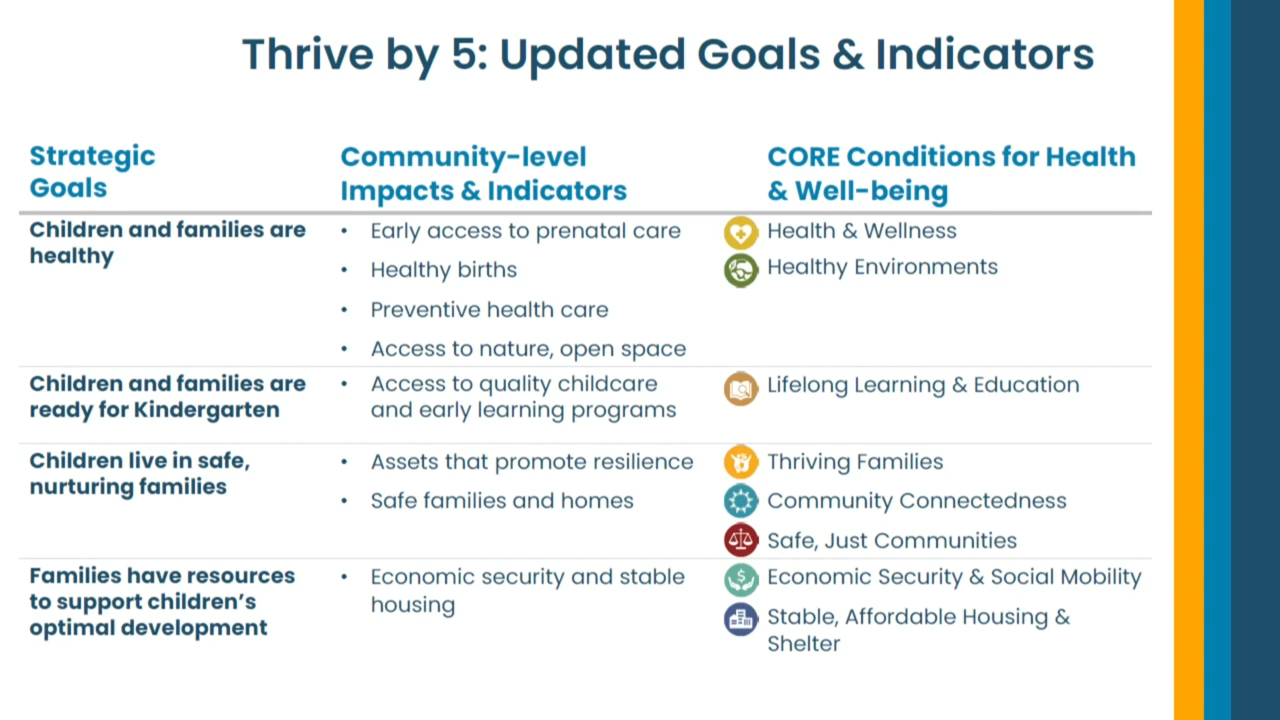 Thrive by 5: Updated Goals & Indicators
Strategic
Goals
Community-level
Impacts & Indicators
CORE Conditions for Health
& Well-being
Children and families are
healthy
• Early access to prenatal care
• Healthy births
• Preventive health care
• Access to nature, open space
Health & Wellness
Healthy Environments
Children and families are
ready for Kindergarten
• Access to quality childcare
and early learning programs
Lifelong Learning & Education
Children live in safe,
nurturing families
• Assets that promote resilience
• Safe families and homes
Thriving Families
Community Connectedness
Safe, Just Communities
Families have resources
to support children’s
optimal development
• Economic security and stable
housing
$
Economic Security & Social Mobility
Stable, Affordable Housing &
Shelter